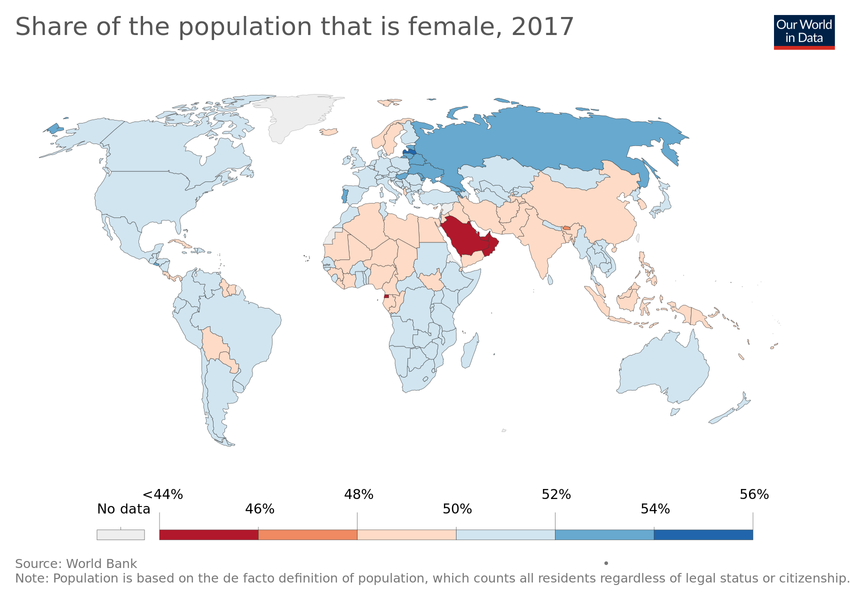 Share of the population that is female, 2017
Our World
in Data
<44%
48%
52%
56%
No data
46%
50%
54%
Source: World Bank
Note: Population is based on the de facto definition of population, which counts all residents regardless of legal status or citizenship.